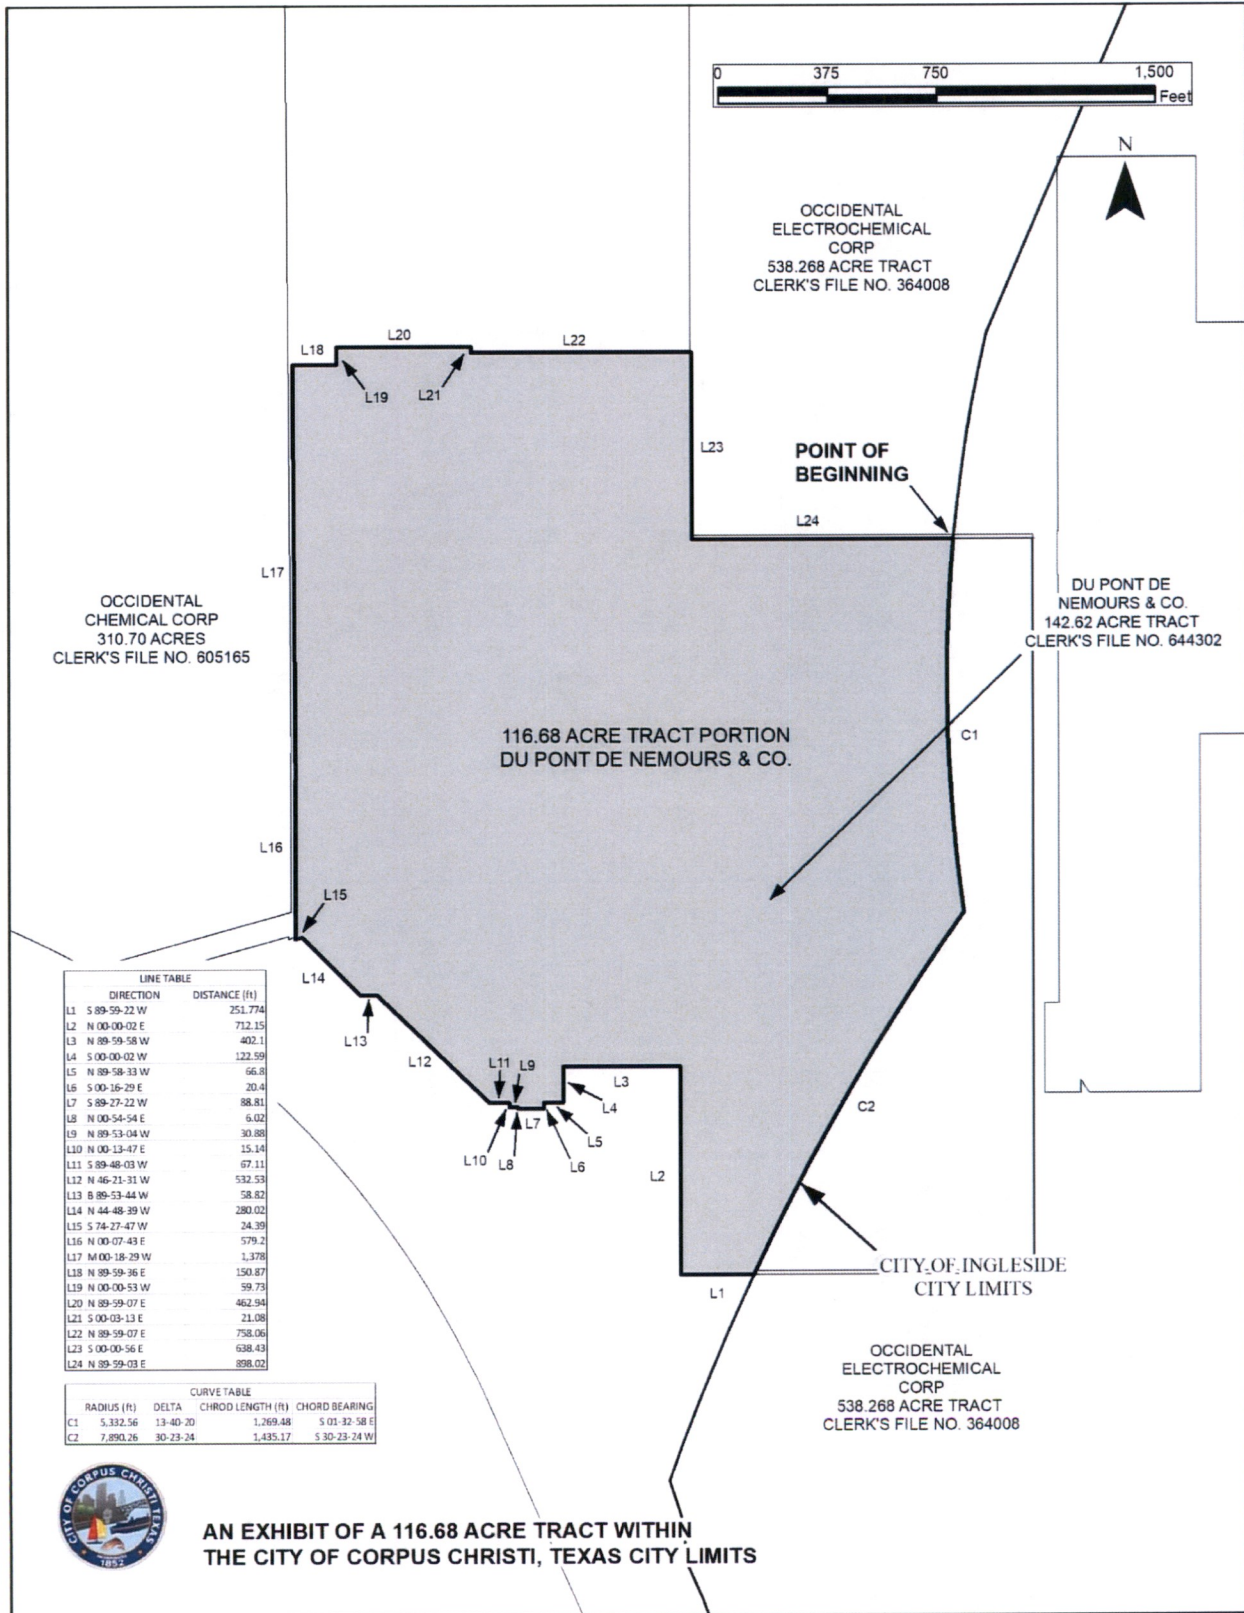 0 375 750 1,500
Feet
N
OCCIDENTAL
ELECTROCHEMICAL
CORP
538.268 ACRE TRACT
CLERK'S FILE NO. 364008
L18
L20
L22
L19
L21
L23
POINT OF
BEGINNING
L24
L17
OCCIDENTAL
CHEMICAL CORP
310.70 ACRES
CLERK'S FILE NO. 605165
DU PONT DE
NEMOURS & CO.
142.62 ACRE TRACT
CLERK'S FILE NO. 644302
116.68 ACRE TRACT PORTION
DU PONT DE NEMOURS & CO.
C1
L16
L15
L14
L13
L12
L11
L9
L3
L4
L7
L5
L10
L8
L6
L2
C2
L1
CITY OF INGLESIDE
CITY LIMITS
OCCIDENTAL
ELECTROCHEMICAL
CORP
538.268 ACRE TRACT
CLERK'S FILE NO. 364008
LINE TABLE
DIRECTION DISTANCE (ft)
L1 S 89-59-22 W 251.774
L2 N 00-00-02 E 712.15
L3 N 89-59-58 W 402.1
L4 S 00-00-02 W 122.59
L5 N 89-58-33 W 66.8
L6 S 00-16-29 E 20.4
L7 S 89-27-22 W 88.81
L8 N 00-54-54 E 6.02
L9 N 89-53-04 W 30.88
L10 N 00-13-47 E 15.14
L11 S 89-48-03 W 67.11
L12 N 46-21-31 W 532.53
L13 B 89-53-44 W 58.82
L14 N 44-48-39 W 280.02
L15 S 74-27-47 W 24.39
L16 N 00-07-43 E 579.2
L17 M 00-18-29 W 1,378
L18 N 89-59-36 E 150.87
L19 N 00-00-53 W 59.73
L20 N 89-59-07 E 462.94
L21 S 00-03-13 E 21.08
L22 N 89-59-07 E 758.06
L23 S 00-00-56 E 638.43
L24 N 89-59-03 E 898.02
CURVE TABLE
RADIUS (ft) DELTA CHROD LENGTH (ft) CHORD BEARING
C1 5,332.56 13-40-20 1,269.48 S 01-32-58 E
C2 7,890.26 30-23-24 1,435.17 S 30-23-24 W
CITY OF CORPUS CHRISTI TEXAS
1852
AN EXHIBIT OF A 116.68 ACRE TRACT WITHIN
THE CITY OF CORPUS CHRISTI, TEXAS CITY LIMITS